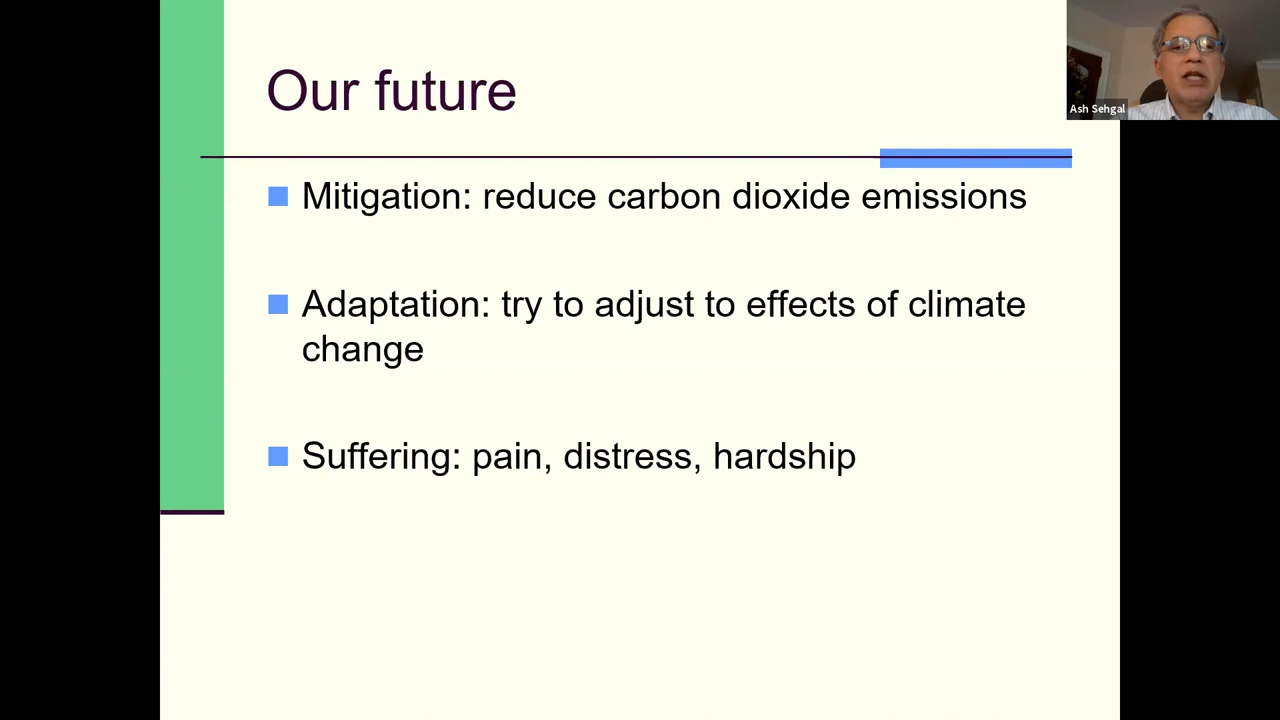 Our future
Mitigation: reduce carbon dioxide emissions
Adaptation: try to adjust to effects of climate
change
Suffering: pain, distress, hardship
Ash Sehgal